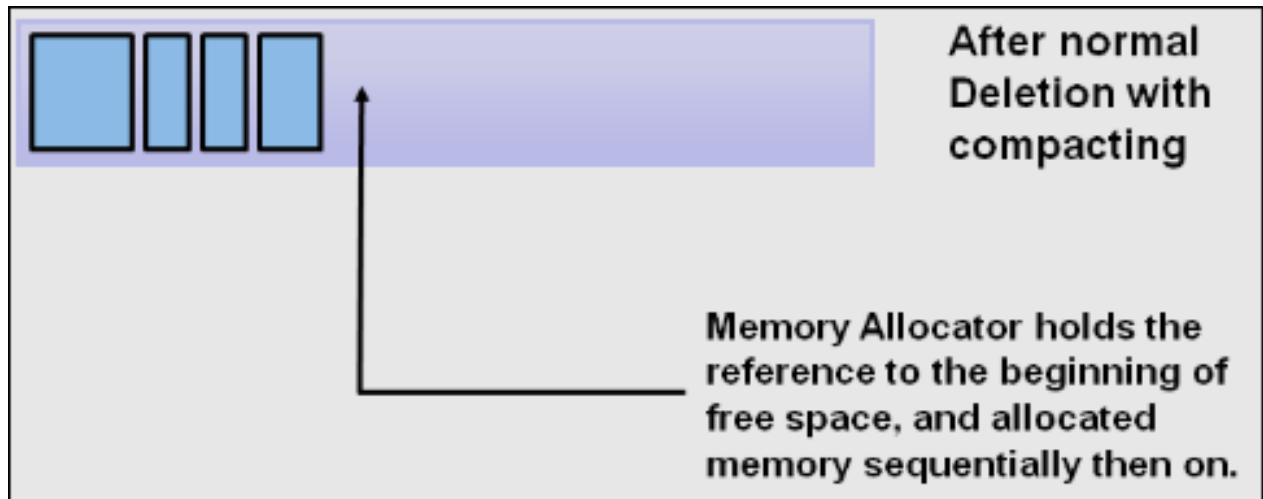 After normal
Deletion with
compacting
Memory Allocator holds the
reference to the beginning of
free space, and allocated
memory sequentially then on.